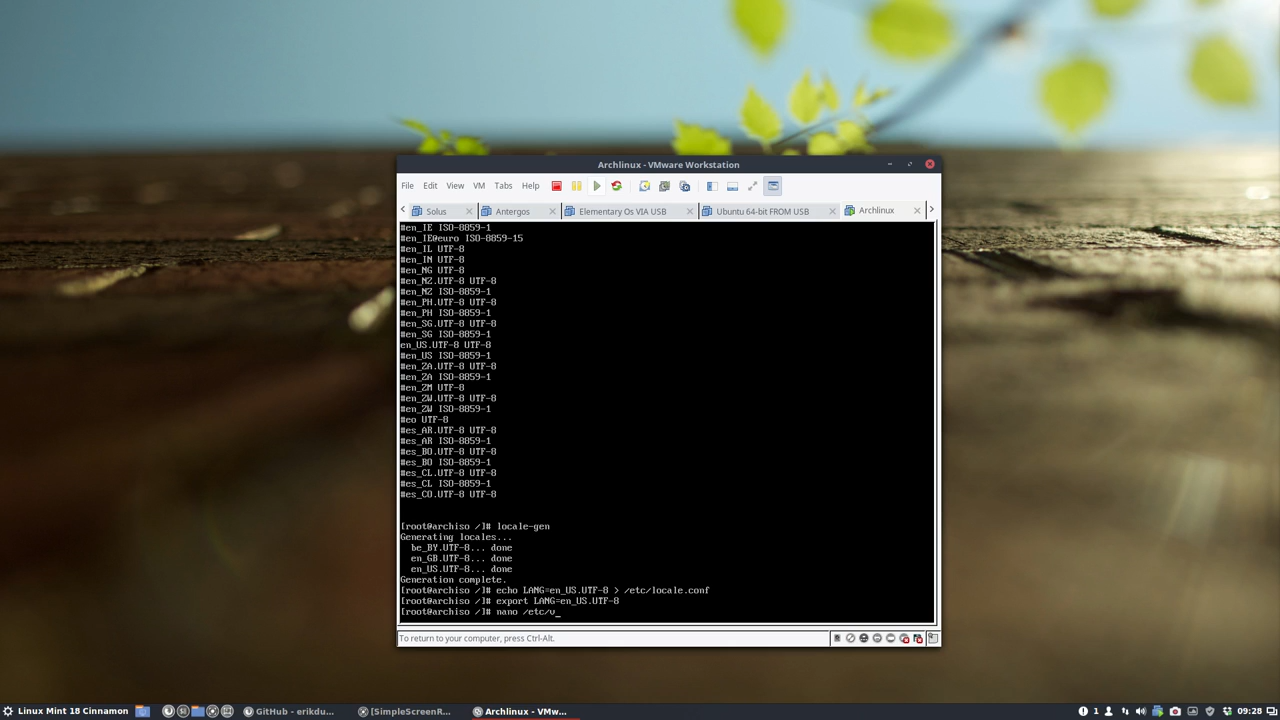 Archlinux - VMware Workstation
File Edit View VM Tabs Help
Solus Antergos Elementary Os VIA USB Ubuntu 64-bit FROM USB Archlinux
#en_IE ISO-8859-1
#en_IE@euro ISO-8859-15
#en_IL UTF-8
#en_IN UTF-8
#en_NG UTF-8
#en_NZ.UTF-8 UTF-8
#en_NZ ISO-8859-1
#en_PH.UTF-8 UTF-8
#en_PH ISO-8859-1
#en_SG.UTF-8 UTF-8
#en_SG ISO-8859-1
en_US.UTF-8 UTF-8
#en_US ISO-8859-1
#en_ZA.UTF-8 UTF-8
#en_ZA ISO-8859-1
#en_ZM UTF-8
#en_ZW.UTF-8 UTF-8
#en_ZW ISO-8859-1
#eo UTF-8
#es_AR.UTF-8 UTF-8
#es_AR ISO-8859-1
#es_BO.UTF-8 UTF-8
#es_BO ISO-8859-1
#es_CL.UTF-8 UTF-8
#es_CL ISO-8859-1
#es_CO.UTF-8 UTF-8
[root@archiso /]# locale-gen
Generating locales...
be_BY.UTF-8... done
en_GB.UTF-8... done
en_US.UTF-8... done
Generation complete.
[root@archiso /]# echo LANG=en_US.UTF-8 > /etc/locale.conf
[root@archiso /]# export LANG=en_US.UTF-8
[root@archiso /]# nano /etc/v_
To return to your computer, press Ctrl-Alt.
Linux Mint 18 Cinnamon GitHub - erikdu... [SimpleScreenR... Archlinux - VMw... 1 09:28